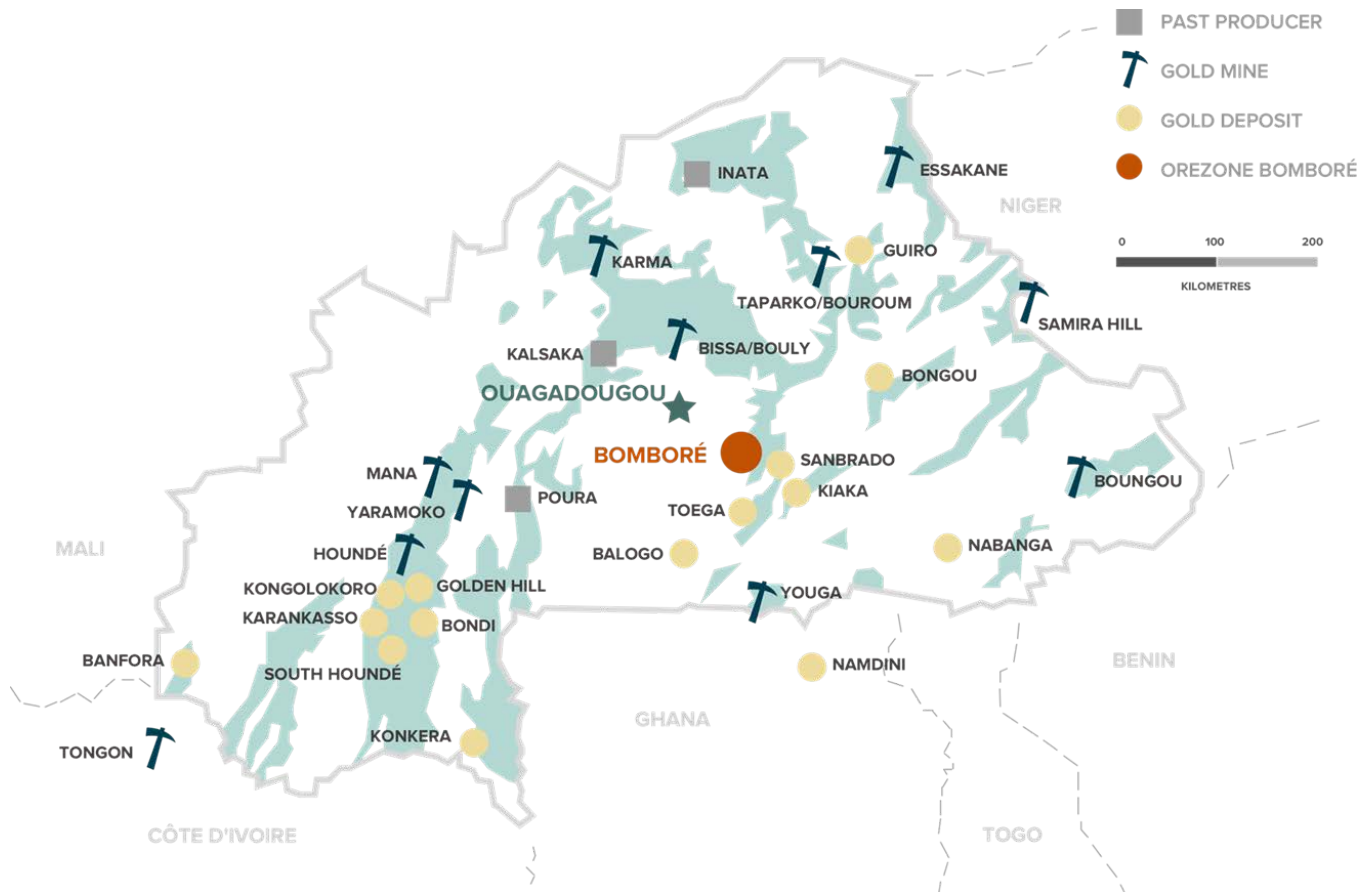 PAST PRODUCER
GOLD MINE
GOLD DEPOSIT
OREZONE BOMBORÉ
0 100 200
KILOMETRES
INATA
ESSAKANE
NIGER
KARMA
GUIRO
TAPARKO/BOUROUM
SAMIRA HILL
KALSAKA
BISSA/BOULY
BONGOU
OUAGADOUGOU
BOMBORÉ
SANBRADO
MANA
KIAKA
BOUNGOU
YARAMOKO
POURA
TOEGA
MALI
HOUNDÉ
BALOGO
NABANGA
KONGOLOKORO
GOLDEN HILL
YOUGA
KARANKASSO
BONDI
BANFORA
SOUTH HOUNDÉ
NAMDINI
BENIN
GHANA
KONKERA
TONGON
CÔTE D'IVOIRE
TOGO